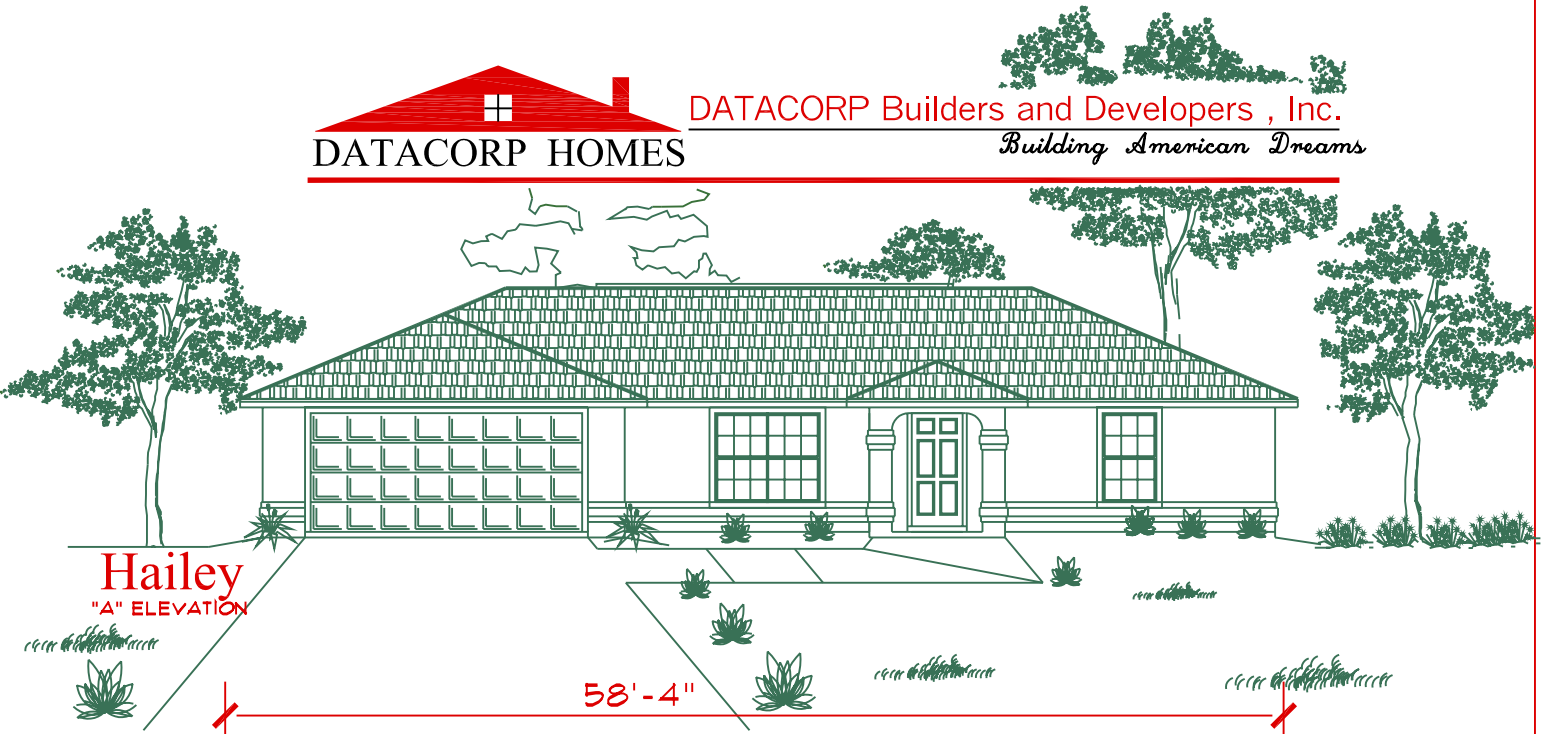 DATACORP Builders and Developers , Inc.
Building American Dreams
DATACORP HOMES
Hailey
"A" ELEVATION
58'-4"